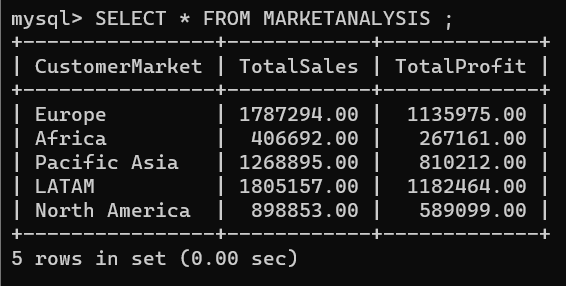 mysql> SELECT * FROM MARKETANALYSIS ;
+----------------+------------+-------------+
| CustomerMarket | TotalSales | TotalProfit |
+----------------+------------+-------------+
| Europe         | 1787294.00 |  1135975.00 |
| Africa         |  406692.00 |   267161.00 |
| Pacific Asia   | 1268895.00 |   810212.00 |
| LATAM          | 1805157.00 |  1182464.00 |
| North America  |  898853.00 |   589099.00 |
+----------------+------------+-------------+
5 rows in set (0.00 sec)